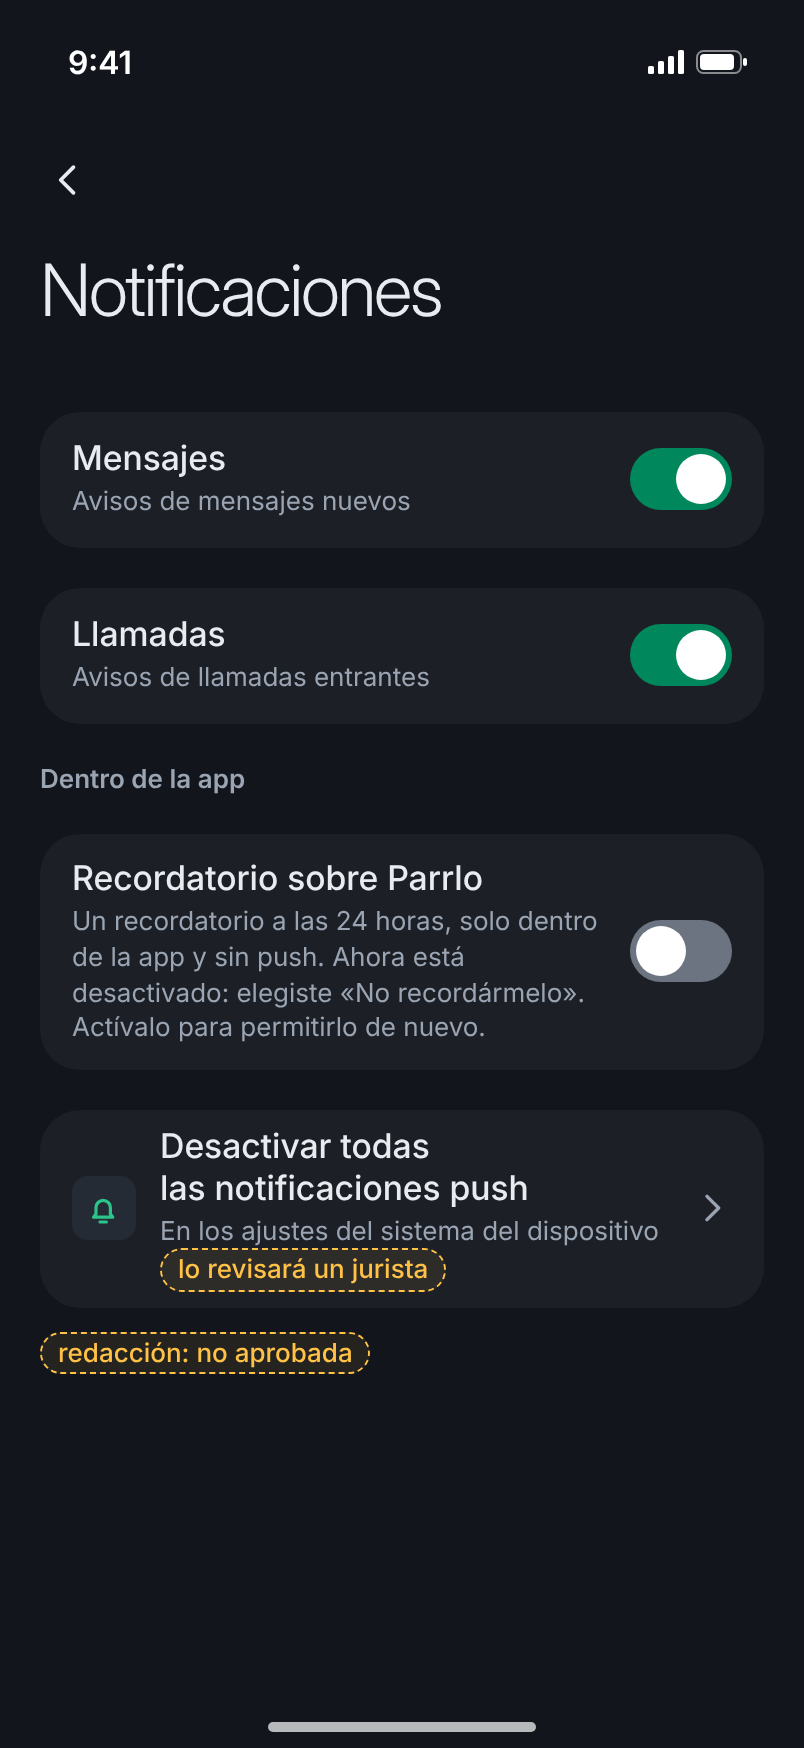 9:41
Notificaciones
Mensajes
Avisos de mensajes nuevos
Llamadas
Avisos de llamadas entrantes
Dentro de la app
Recordatorio sobre Parrlo
Un recordatorio a las 24 horas, solo dentro
de la app y sin push. Ahora está
desactivado: elegiste «No recordármelo».
Actívalo para permitirlo de nuevo.
Desactivar todas
las notificaciones push
En los ajustes del sistema del dispositivo
lo revisará un jurista
redacción: no aprobada